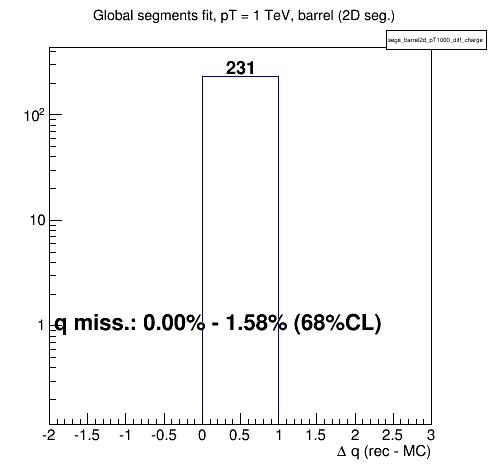 Global segments fit, pT = 1 TeV, barrel (2D seg.)
segs_barrel2d_pT1000_diff_charge
231
10²
10
1
q miss.: 0.00% - 1.58% (68%CL)
-2 -1.5 -1 -0.5 0 0.5 1 1.5 2 2.5 3
Δ q (rec - MC)